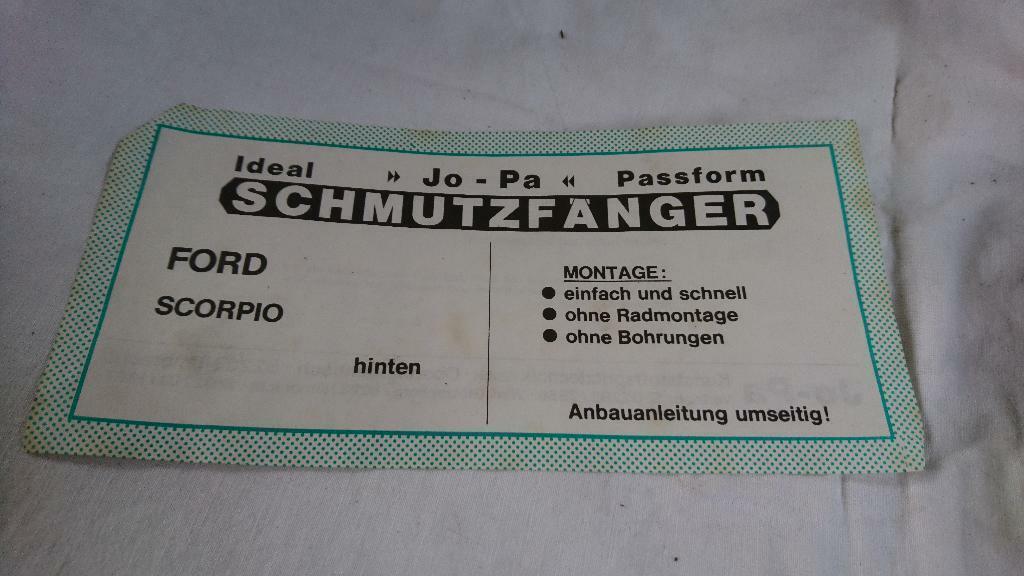 Ideal » Jo - Pa « Passform
SCHMUTZFÄNGER
FORD
SCORPIO
hinten
MONTAGE:
● einfach und schnell
● ohne Radmontage
● ohne Bohrungen
Anbauanleitung umseitig!